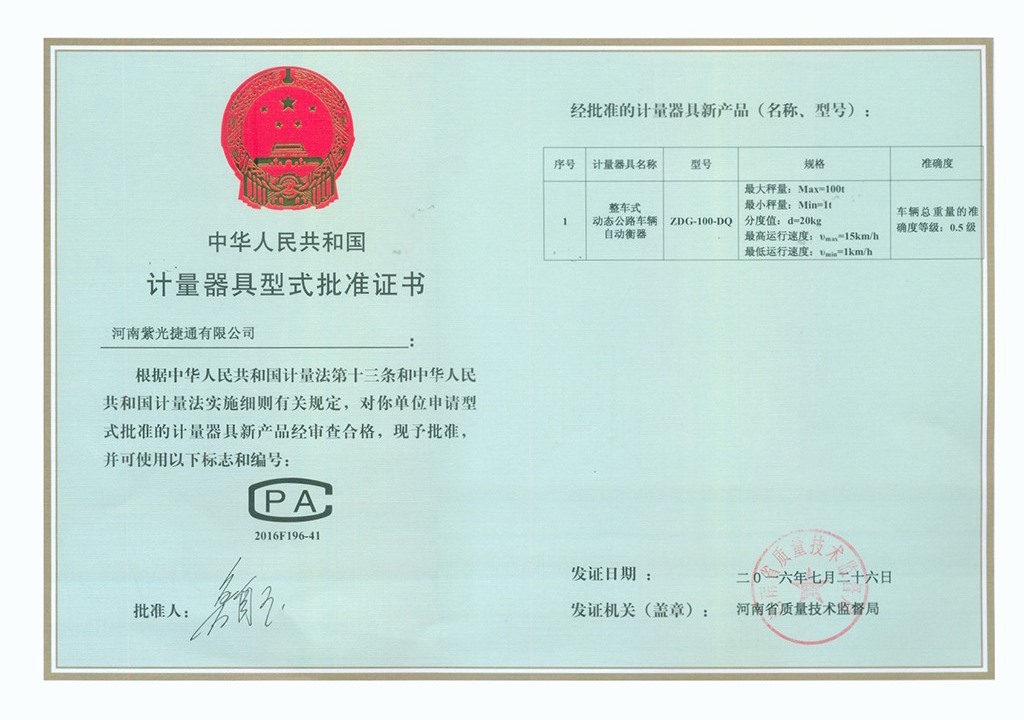 中华人民共和国
计量器具型式批准证书
河南紫光捷通有限公司:
根据中华人民共和国计量法第十三条和中华人民
共和国计量法实施细则有关规定，对你单位申请型
式批准的计量器具新产品经审查合格，现予批准，
并可使用以下标志和编号：
CPA
2016F196-41
批准人：
经批准的计量器具新产品（名称、型号）：
序号 计量器具名称 型号 规格 准确度
1
整车式
动态公路车辆
自动衡器
ZDG-100-DQ
最大秤量：Max=100t
最小秤量：Min=1t
分度值：d=20kg
最高运行速度：υmax=15km/h
最低运行速度：υmin=1km/h
车辆总重量的准
确度等级：0.5 级
发证日期 ： 二0一六年七月二十六日
发证机关（盖章）： 河南省质量技术监督局